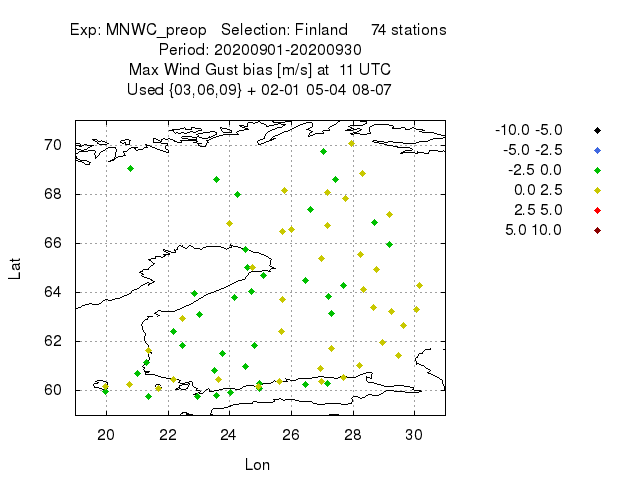 Exp: MNWC_preop   Selection: Finland     74 stations
Period: 20200901-20200930
Max Wind Gust bias [m/s] at  11 UTC
Used {03,06,09} + 02-01 05-04 08-07
-10.0 -5.0
-5.0 -2.5
-2.5 0.0
0.0 2.5
2.5 5.0
5.0 10.0
70
68
66
64
62
60
Lat
20 22 24 26 28 30
Lon